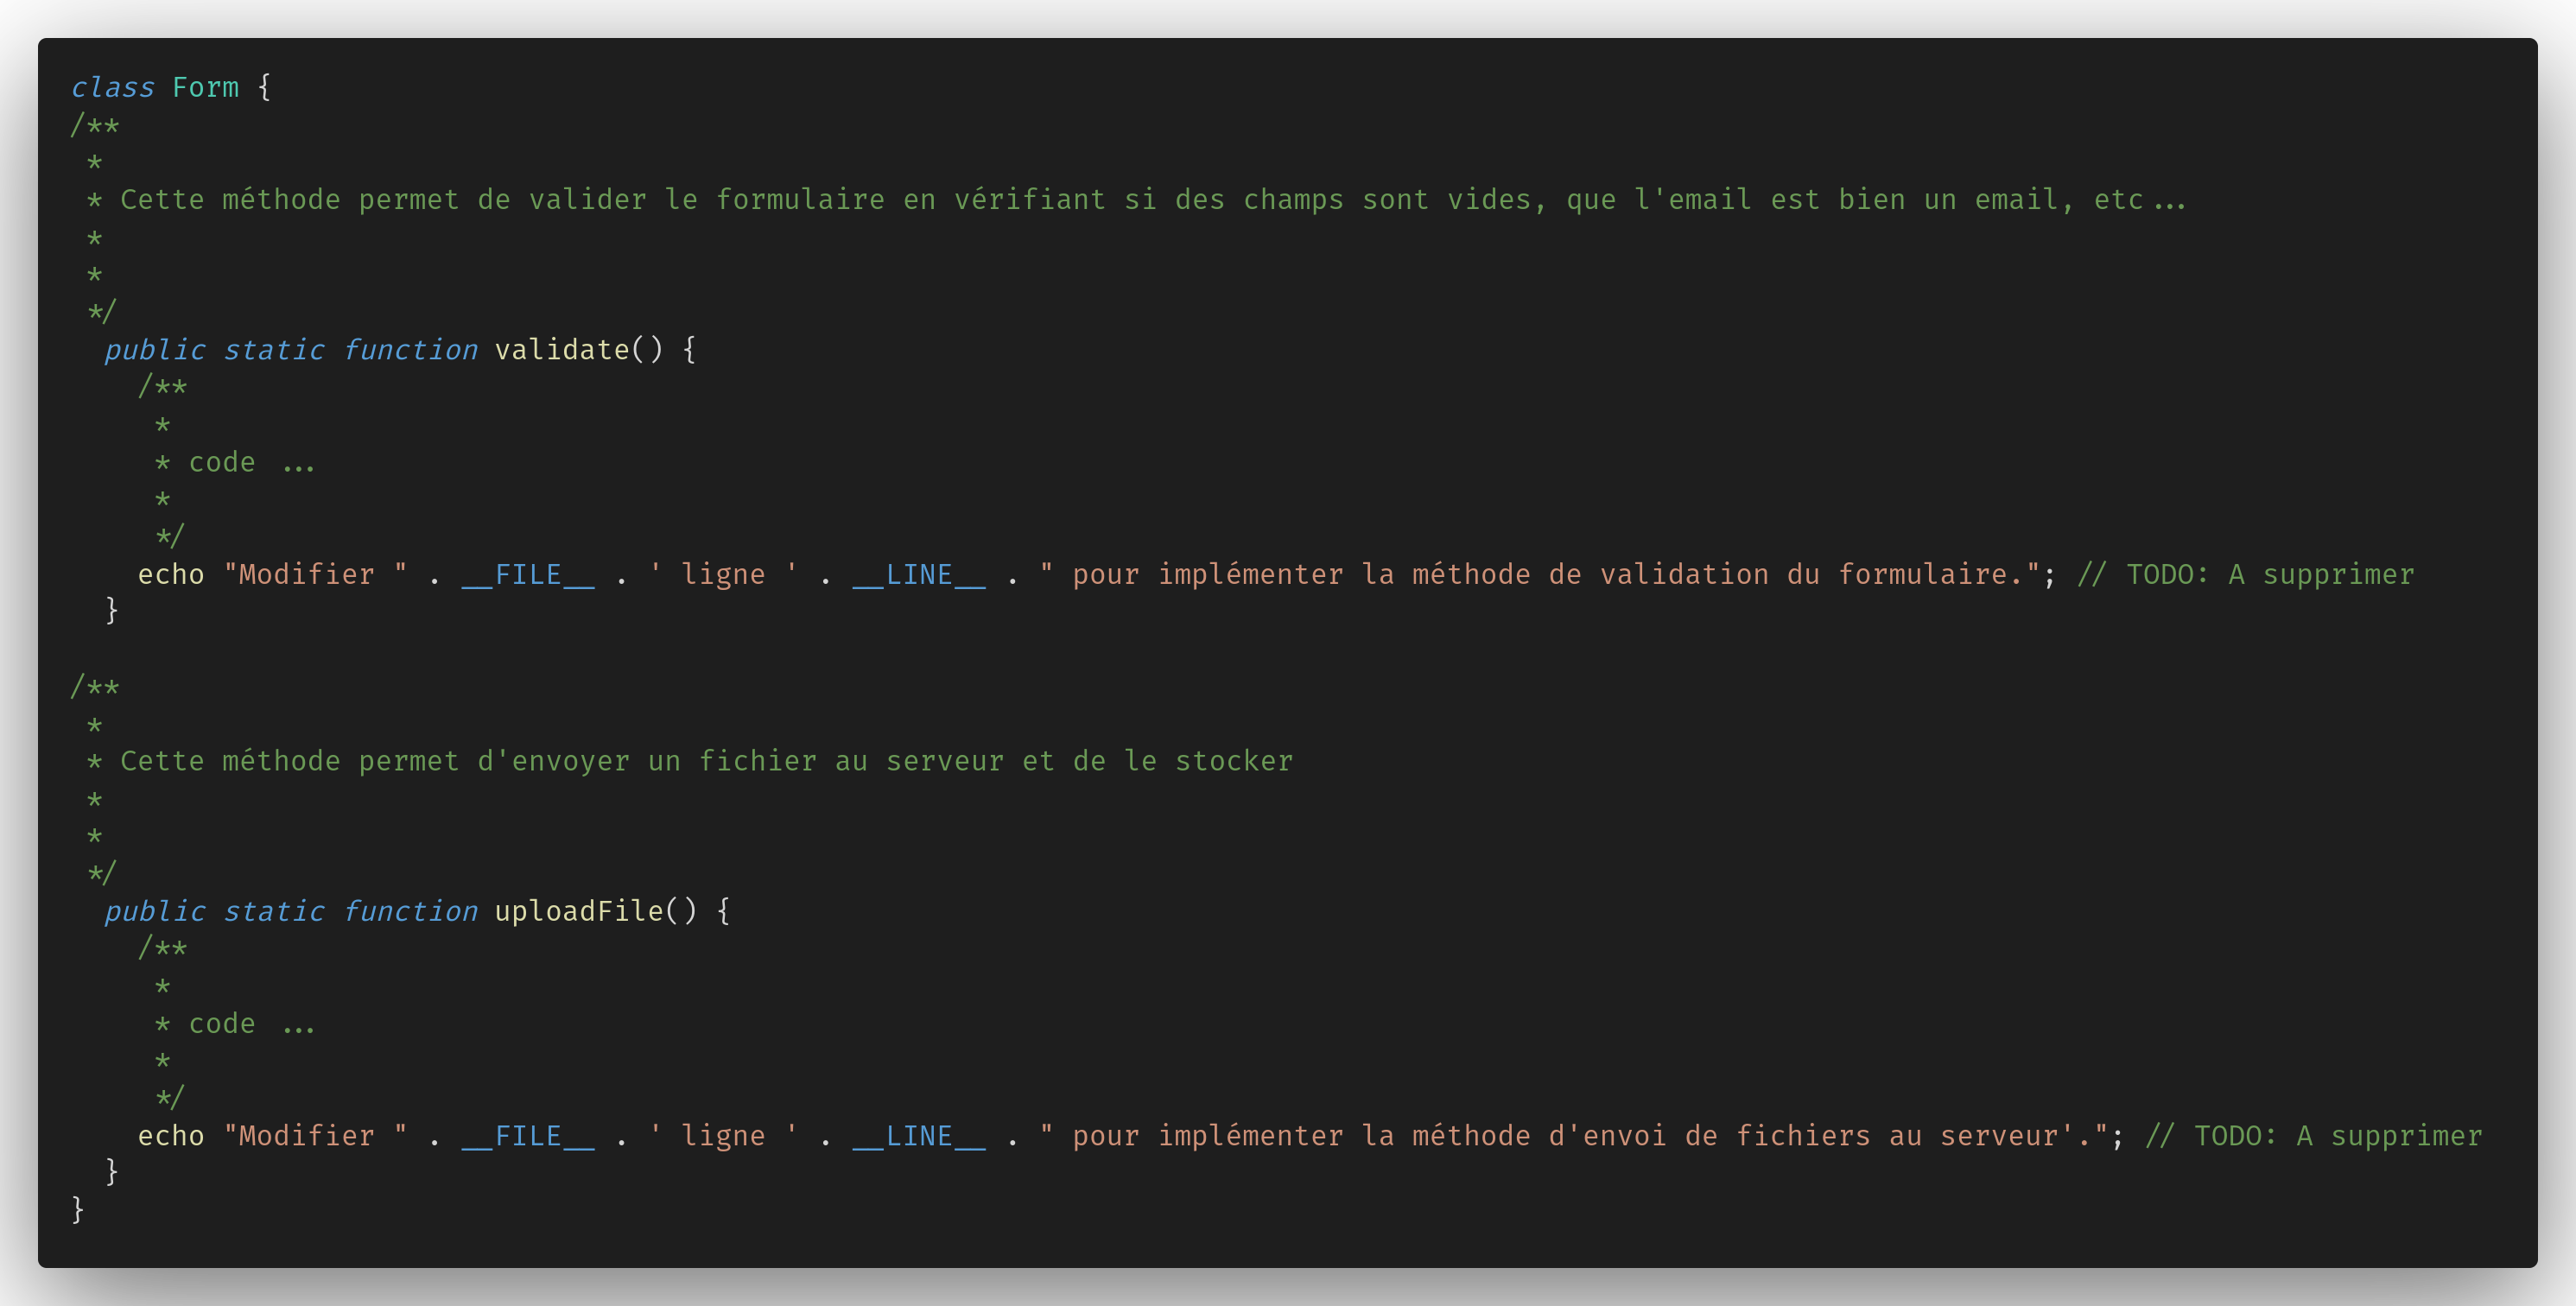 class Form {
/**
 *
 * Cette méthode permet de valider le formulaire en vérifiant si des champs sont vides, que l'email est bien un email, etc...
 *
 *
 */
  public static function validate() {
    /**
     *
     * code ...
     *
     */
    echo "Modifier " . __FILE__ . ' ligne ' . __LINE__ . " pour implémenter la méthode de validation du formulaire."; // TODO: A supprimer
  }

/**
 *
 * Cette méthode permet d'envoyer un fichier au serveur et de le stocker
 *
 *
 */
  public static function uploadFile() {
    /**
     *
     * code ...
     *
     */
    echo "Modifier " . __FILE__ . ' ligne ' . __LINE__ . " pour implémenter la méthode d'envoi de fichiers au serveur'."; // TODO: A supprimer
  }
}